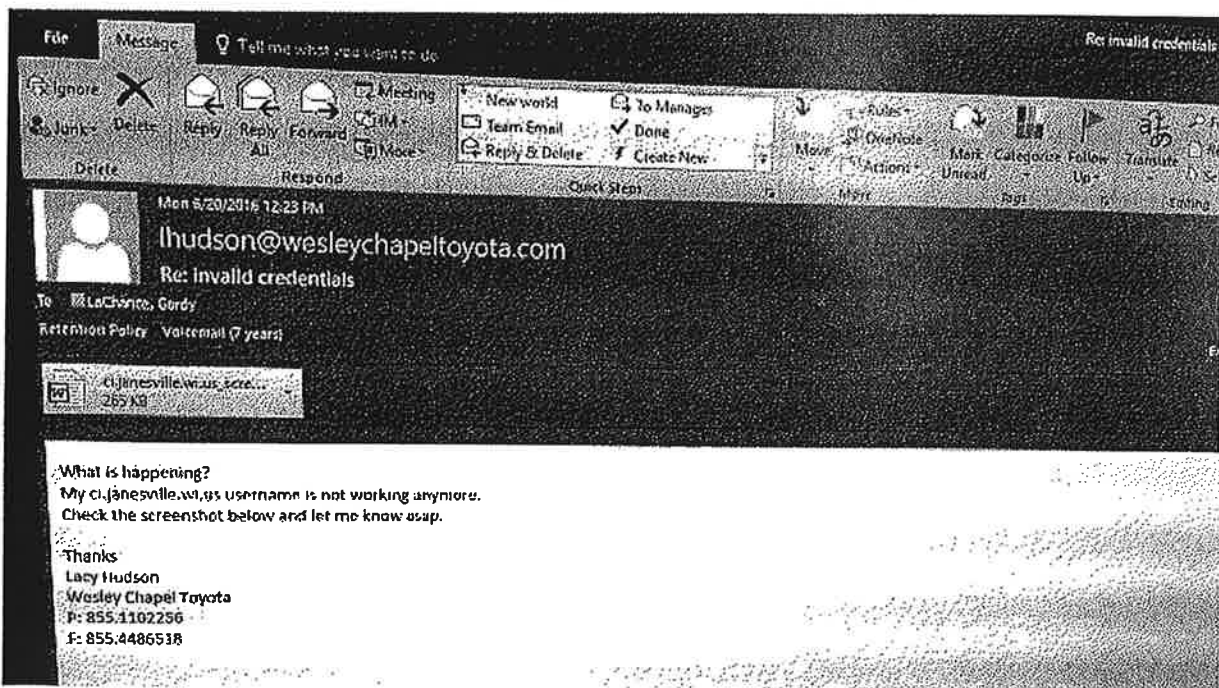 File Message Tell me what you want to do
Re: invalid credentials
Ignore
Junk
Delete
Reply
Reply All
Forward
Meeting
IM
More
New world
Team Email
Reply & Delete
To Manager
Done
Create New
Move
Rules
OneNote
Actions
Mark Unread
Categorize
Follow Up
Translate
Delete
Respond
Quick Steps
Move
Tags
Editing
Mon 6/20/2016 12:23 PM
lhudson@wesleychapeltoyota.com
Re: invalid credentials
To LaChance, Gordy
Retention Policy Voicemail (7 years)
ci.janesville.wi.us_scre...
265 KB
What is happening?
My ci.janesville.wi.us username is not working anymore.
Check the screenshot below and let me know asap.
Thanks
Lacy Hudson
Wesley Chapel Toyota
P: 855.1102256
F: 855.4486518